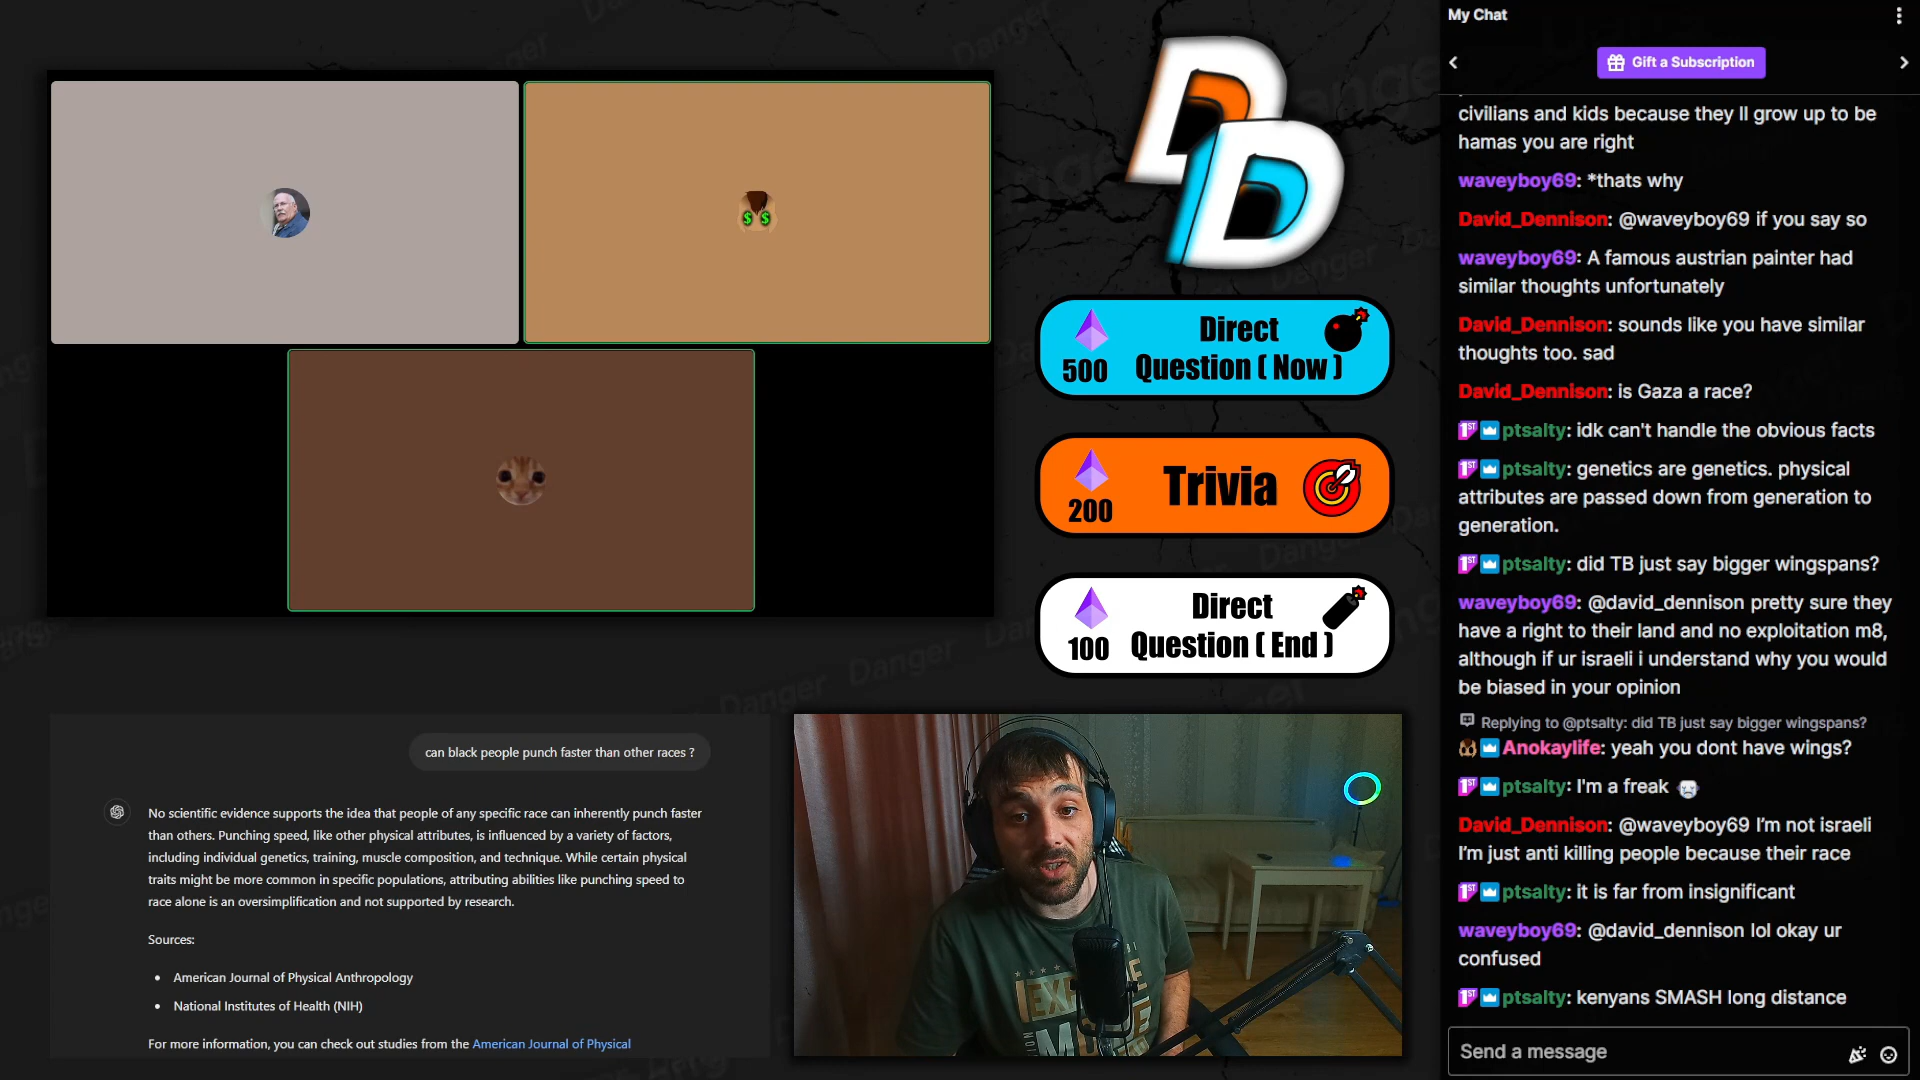 My Chat
Gift a Subscription
civilians and kids because they ll grow up to be
hamas you are right
waveyboy69: *thats why
David_Dennison: @waveyboy69 if you say so
waveyboy69: A famous austrian painter had
similar thoughts unfortunately
David_Dennison: sounds like you have similar
thoughts too. sad
David_Dennison: is Gaza a race?
1ST ptsalty: idk can't handle the obvious facts
1ST ptsalty: genetics are genetics. physical
attributes are passed down from generation to
generation.
1ST ptsalty: did TB just say bigger wingspans?
waveyboy69: @david_dennison pretty sure they
have a right to their land and no exploitation m8,
although if ur israeli i understand why you would
be biased in your opinion
Replying to @ptsalty: did TB just say bigger wingspans?
Anokaylife: yeah you dont have wings?
1ST ptsalty: I'm a freak
David_Dennison: @waveyboy69 I'm not israeli
I'm just anti killing people because their race
1ST ptsalty: it is far from insignificant
waveyboy69: @david_dennison lol okay ur
confused
1ST ptsalty: kenyans SMASH long distance
Send a message
DD
500
Direct
Question ( Now )
200
Trivia
100
Direct
Question ( End )
can black people punch faster than other races ?
No scientific evidence supports the idea that people of any specific race can inherently punch faster
than others. Punching speed, like other physical attributes, is influenced by a variety of factors,
including individual genetics, training, muscle composition, and technique. While certain physical
traits might be more common in specific populations, attributing abilities like punching speed to
race alone is an oversimplification and not supported by research.
Sources:
• American Journal of Physical Anthropology
• National Institutes of Health (NIH)
For more information, you can check out studies from the American Journal of Physical
Danger
Danger
Danger
Danger
Danger